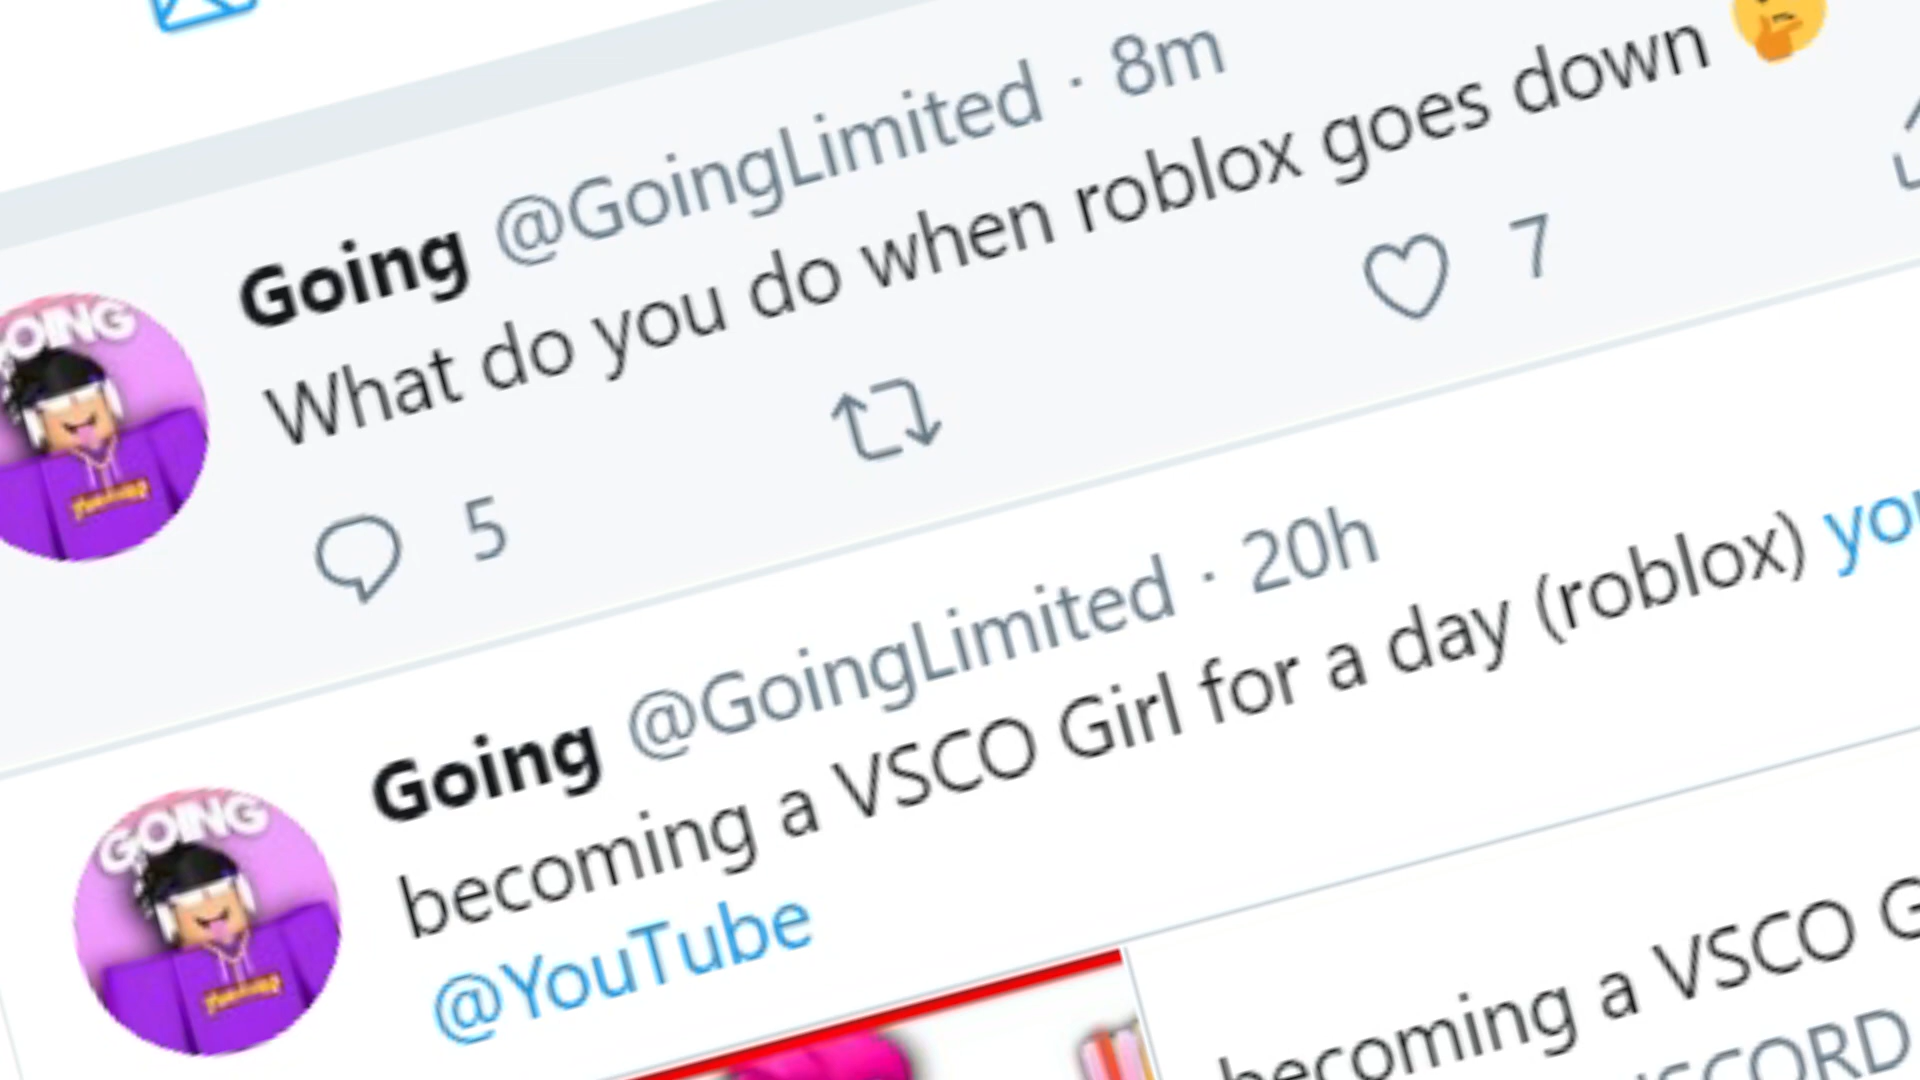 Going @GoingLimited · 8m
What do you do when roblox goes down 🤔
5 7
GOING
Going @GoingLimited · 20h
becoming a VSCO Girl for a day (roblox)
@YouTube
GOING
becoming a VSCO